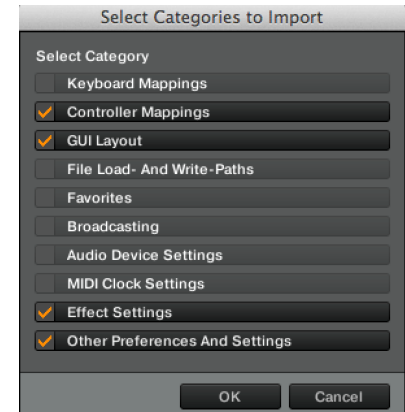 Select Categories to Import
Select Category
Keyboard Mappings
Controller Mappings
GUI Layout
File Load- And Write-Paths
Favorites
Broadcasting
Audio Device Settings
MIDI Clock Settings
Effect Settings
Other Preferences And Settings
OK Cancel